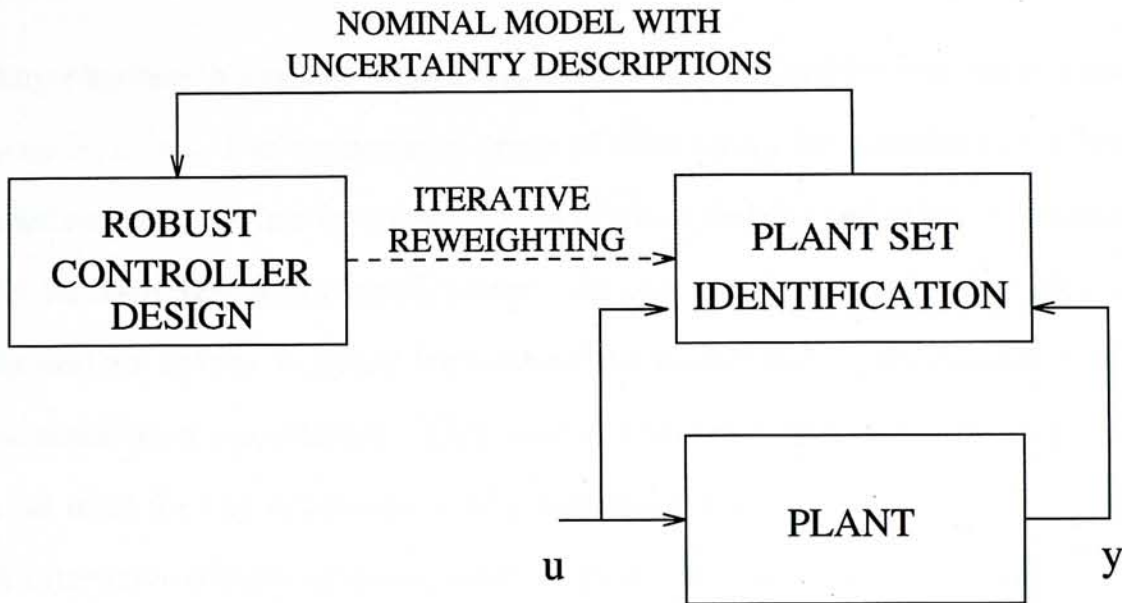 NOMINAL MODEL WITH
UNCERTAINTY DESCRIPTIONS
ROBUST
CONTROLLER
DESIGN
ITERATIVE
REWEIGHTING
PLANT SET
IDENTIFICATION
PLANT
u
y